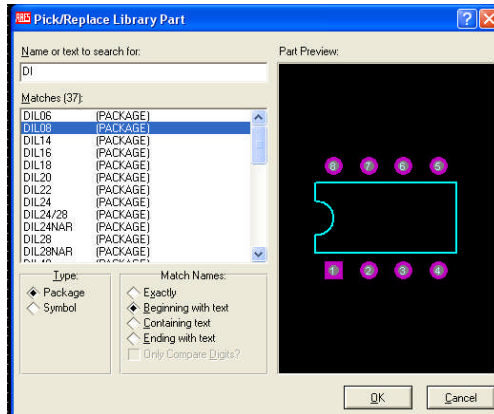 ARES Pick/Replace Library Part
Name or text to search for:
DI
Matches (37):
DIL06 (PACKAGE)
DIL08 (PACKAGE)
DIL14 (PACKAGE)
DIL16 (PACKAGE)
DIL18 (PACKAGE)
DIL20 (PACKAGE)
DIL22 (PACKAGE)
DIL24 (PACKAGE)
DIL24/28 (PACKAGE)
DIL24NAR (PACKAGE)
DIL28 (PACKAGE)
DIL28NAR (PACKAGE)
DIL40 (PACKAGE)
Type:
Package
Symbol
Match Names:
Exactly
Beginning with text
Containing text
Ending with text
Only Compare Digits?
Part Preview:
8 7 6 5
1 2 3 4
OK Cancel